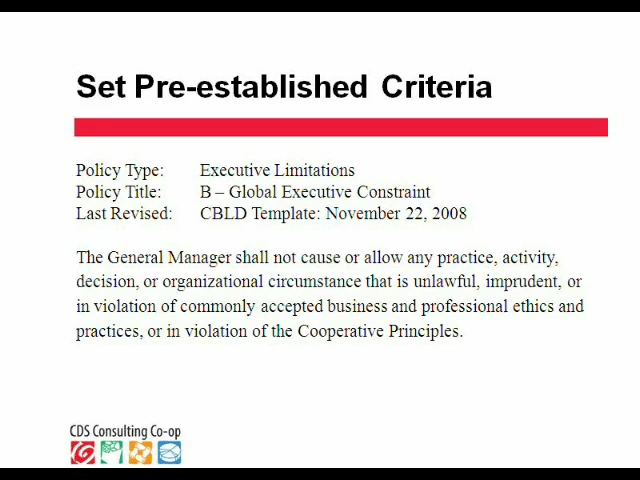 Set Pre-established Criteria
Policy Type: Executive Limitations
Policy Title: B – Global Executive Constraint
Last Revised: CBLD Template: November 22, 2008
The General Manager shall not cause or allow any practice, activity,
decision, or organizational circumstance that is unlawful, imprudent, or
in violation of commonly accepted business and professional ethics and
practices, or in violation of the Cooperative Principles.
CDS Consulting Co-op